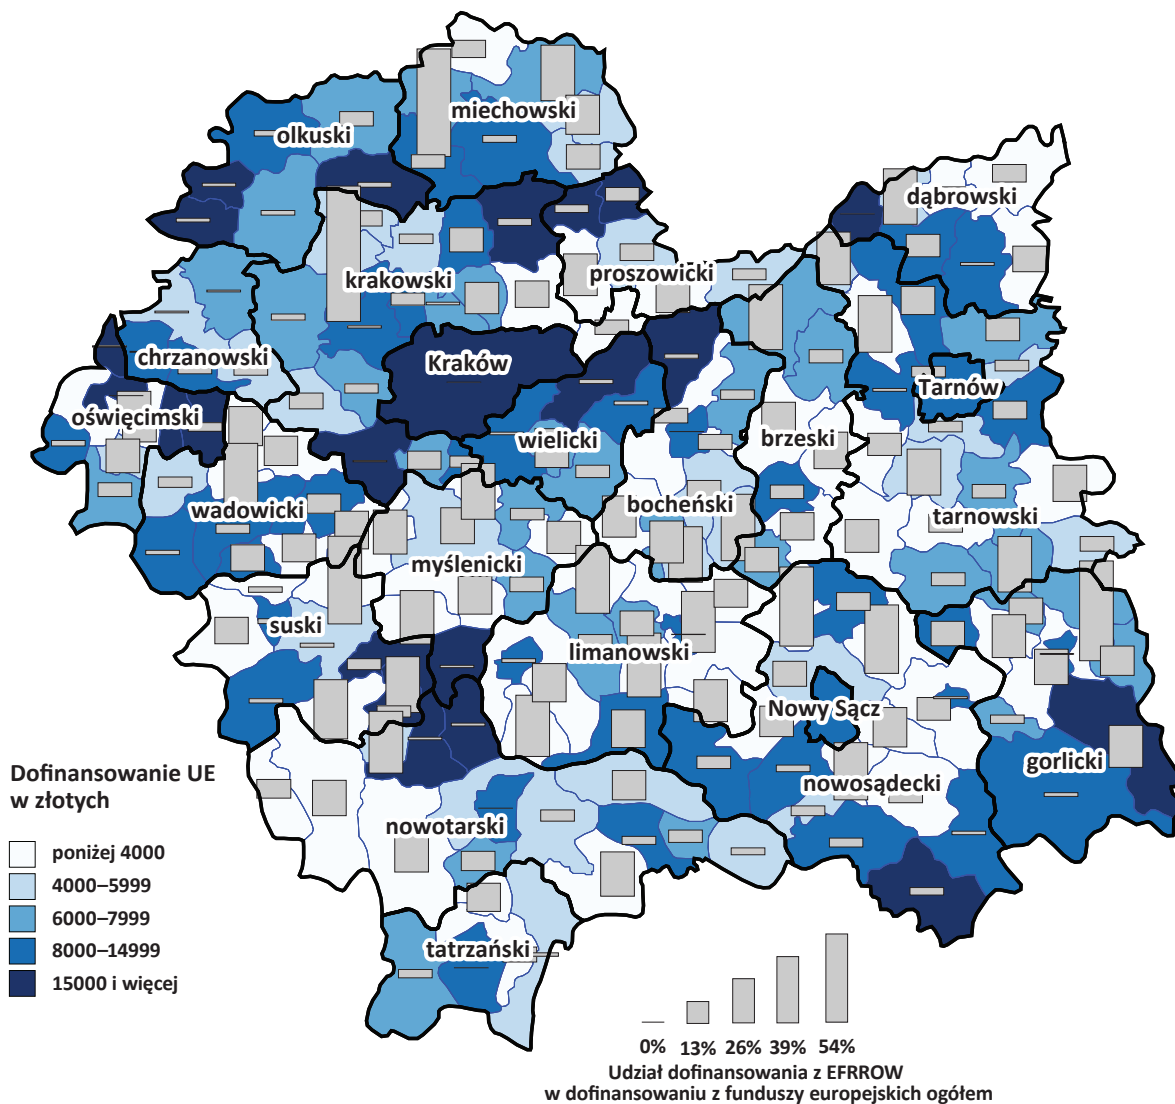 miechowski
olkuski
dąbrowski
krakowski
proszowicki
chrzanowski
Kraków
Tarnów
oświęcimski
wielicki
brzeski
wadowicki
bocheński
tarnowski
myślenicki
suski
limanowski
Nowy Sącz
gorlicki
nowosądecki
nowotarski
tatrzański
Dofinansowanie UE
w złotych
poniżej 4000
4000–5999
6000–7999
8000–14999
15000 i więcej
0% 13% 26% 39% 54%
Udział dofinansowania z EFRROW
w dofinansowaniu z funduszy europejskich ogółem